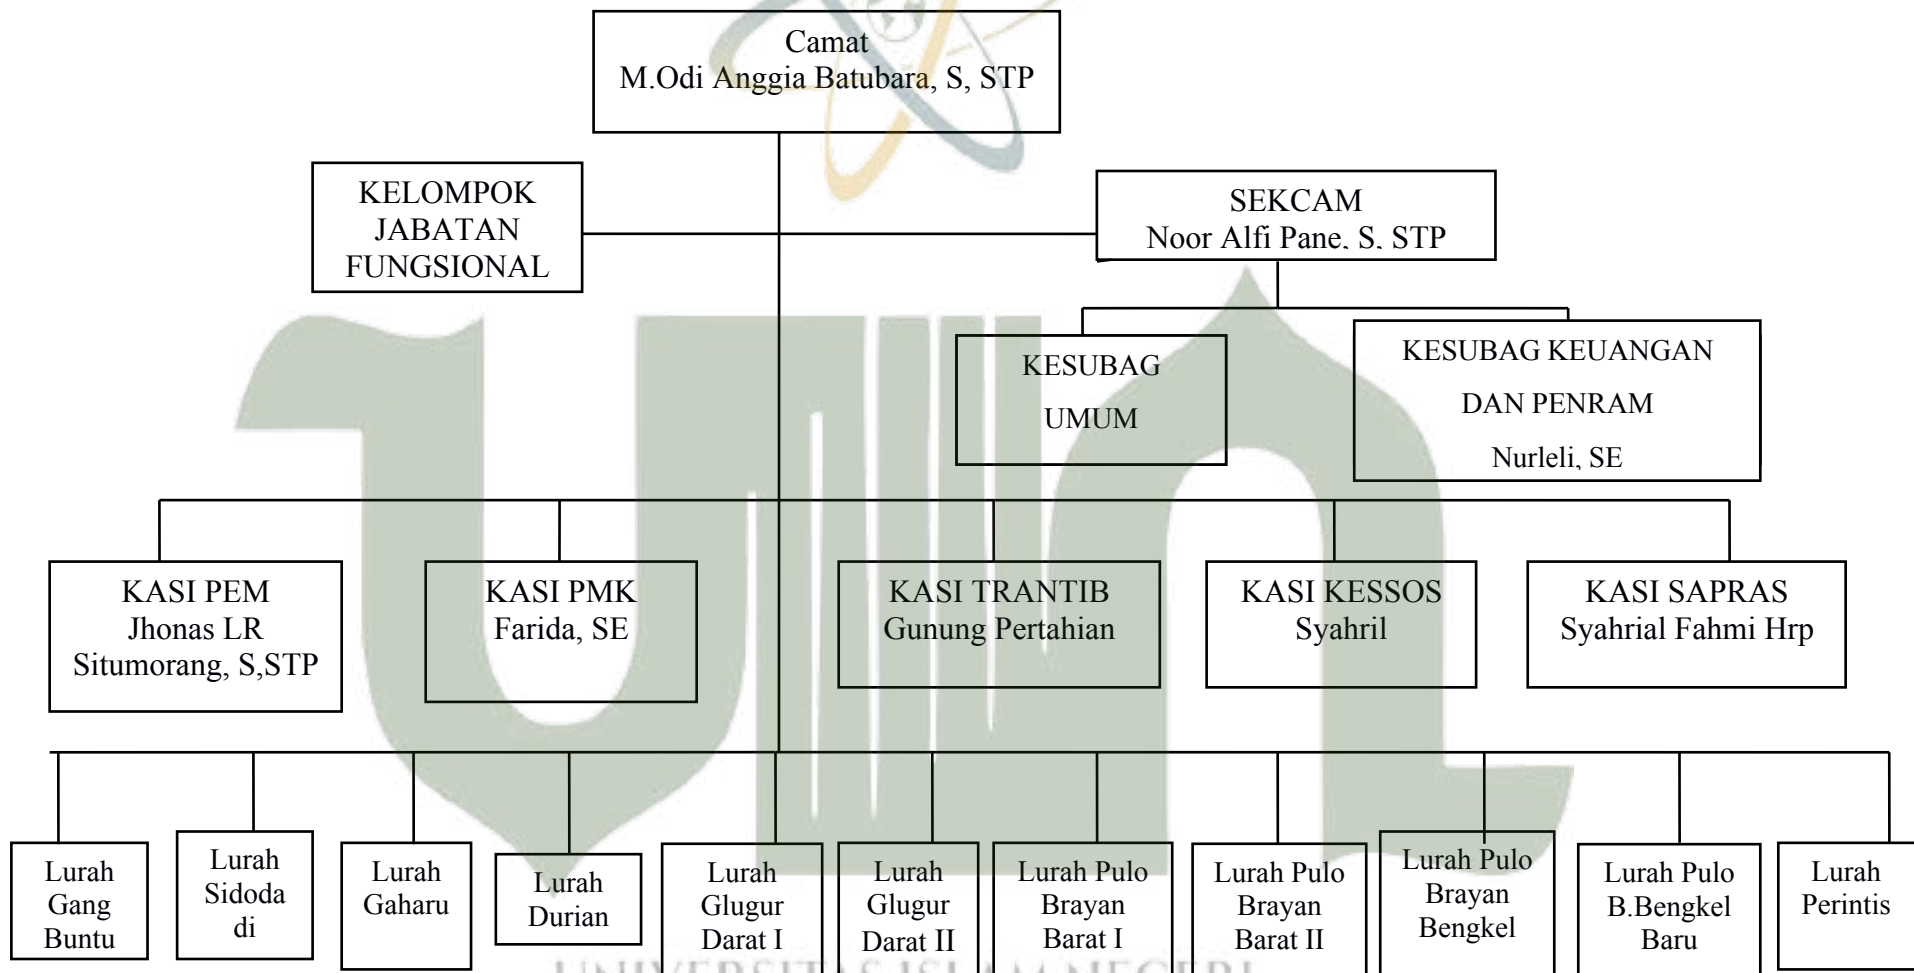 Camat
M.Odi Anggia Batubara, S, STP
KELOMPOK
JABATAN
FUNGSIONAL
SEKCAM
Noor Alfi Pane, S, STP
KESUBAG
UMUM
KESUBAG KEUANGAN
DAN PENRAM
Nurleli, SE
KASI PEM
Jhonas LR
Situmorang, S,STP
KASI PMK
Farida, SE
KASI TRANTIB
Gunung Pertahian
KASI KESSOS
Syahril
KASI SAPRAS
Syahrial Fahmi Hrp
Lurah
Gang
Buntu
Lurah
Sidoda
di
Lurah
Gaharu
Lurah
Durian
Lurah
Glugur
Darat I
Lurah
Glugur
Darat II
Lurah Pulo
Brayan
Barat I
Lurah Pulo
Brayan
Barat II
Lurah Pulo
Brayan
Bengkel
Lurah Pulo
B.Bengkel
Baru
Lurah
Perintis
UNIVERSITAS ISLAM NEGERI